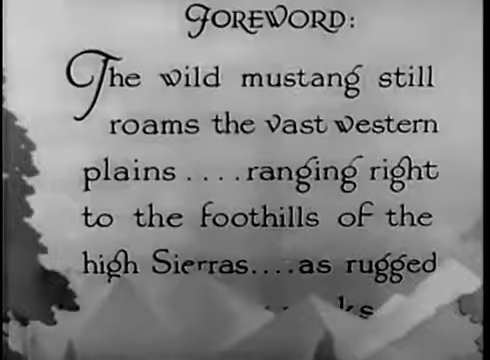 FOREWORD:
The wild mustang still
roams the vast western
plains....ranging right
to the foothills of the
high Sierras....as rugged